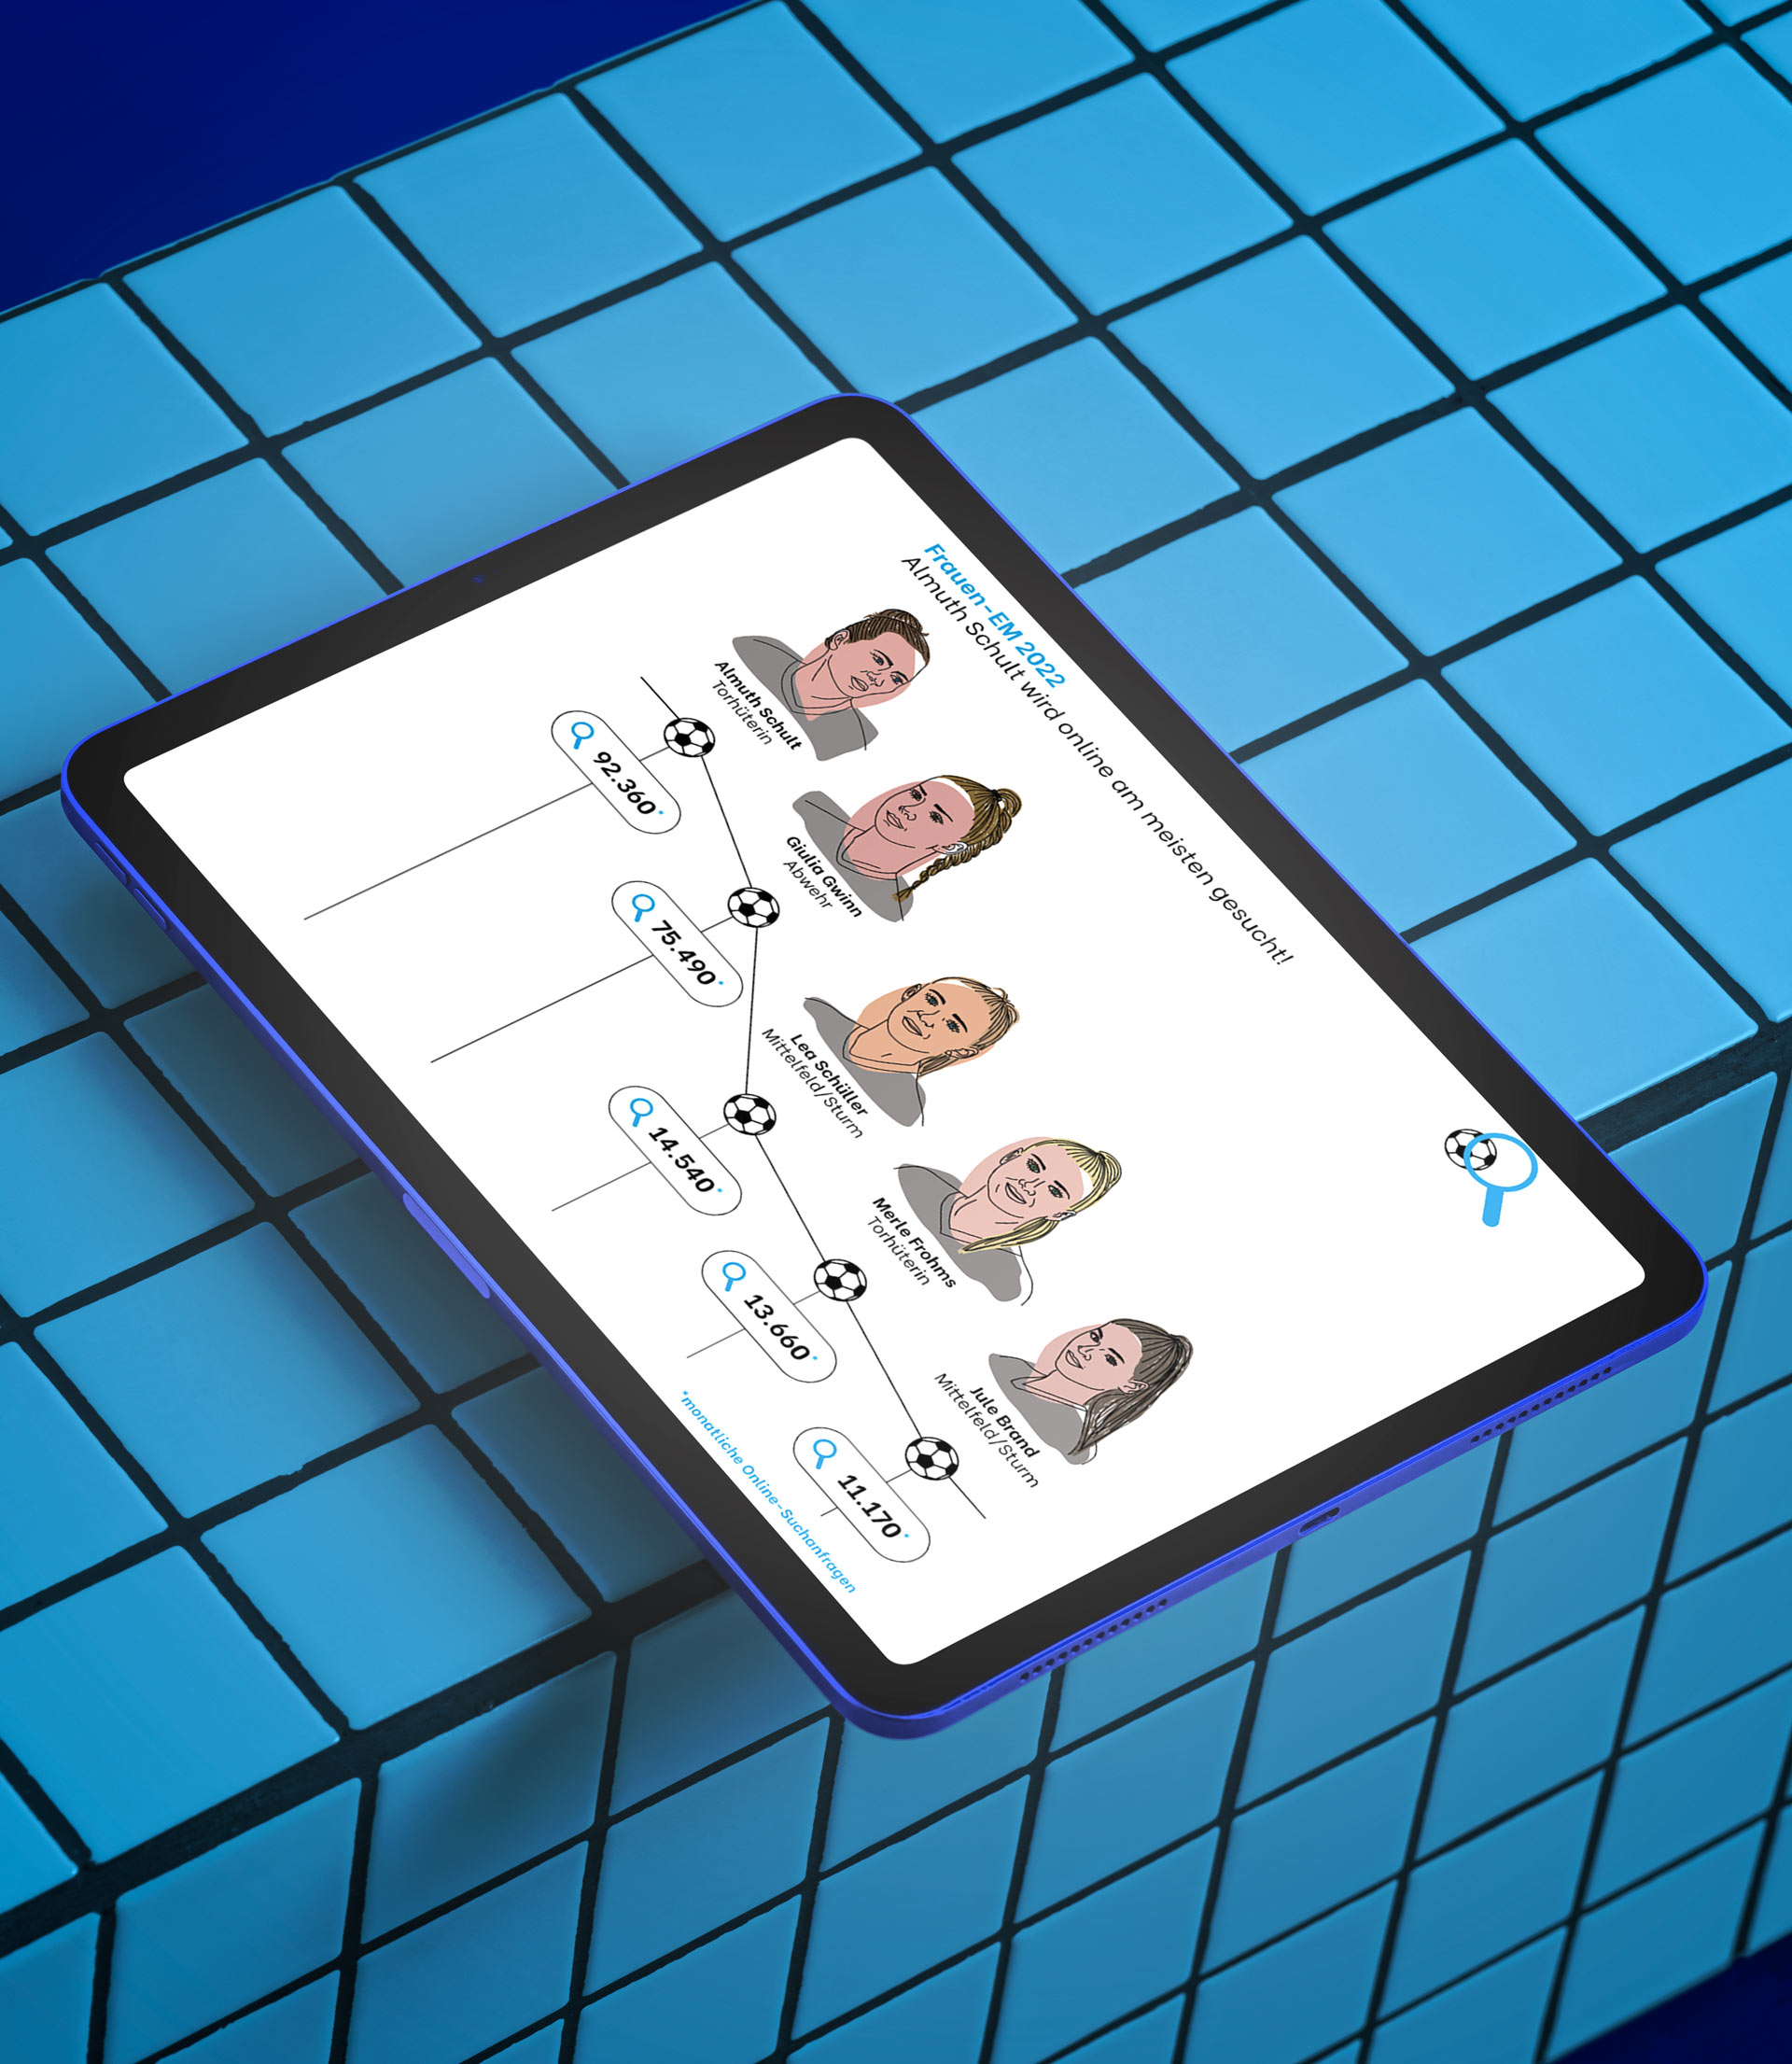 Frauen-EM 2022
Almuth Schult wird online am meisten gesucht!
Almuth Schult
Torhüterin
92.360*
Giulia Gwinn
Abwehr
75.490*
Lea Schüller
Mittelfeld/Sturm
14.540*
Merle Frohms
Torhüterin
13.660*
Jule Brand
Mittelfeld/Sturm
11.170*
*monatliche Online-Suchanfragen